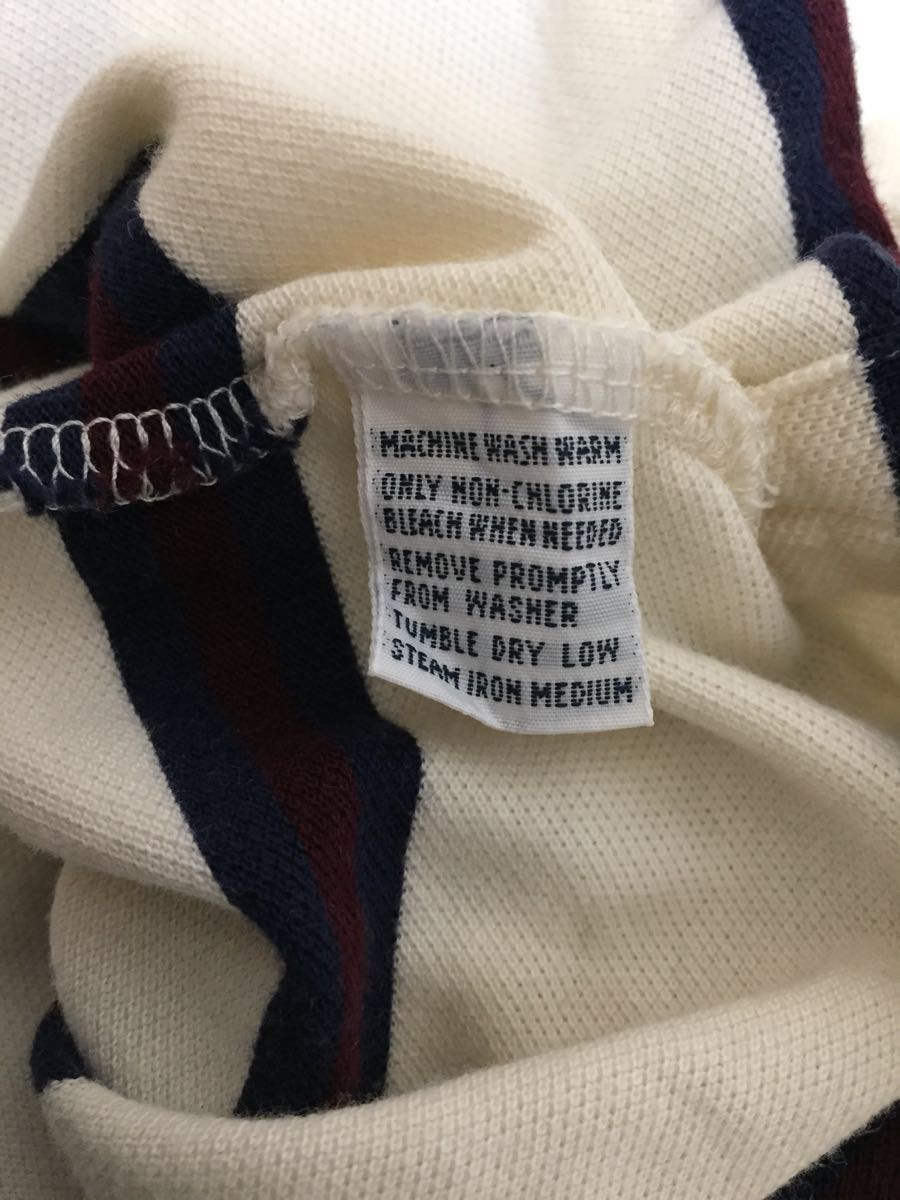 MACHINE WASH WARM
ONLY NON-CHLORINE
BLEACH WHEN NEEDED
REMOVE PROMPTLY
FROM WASHER
TUMBLE DRY LOW
STEAM IRON MEDIUM